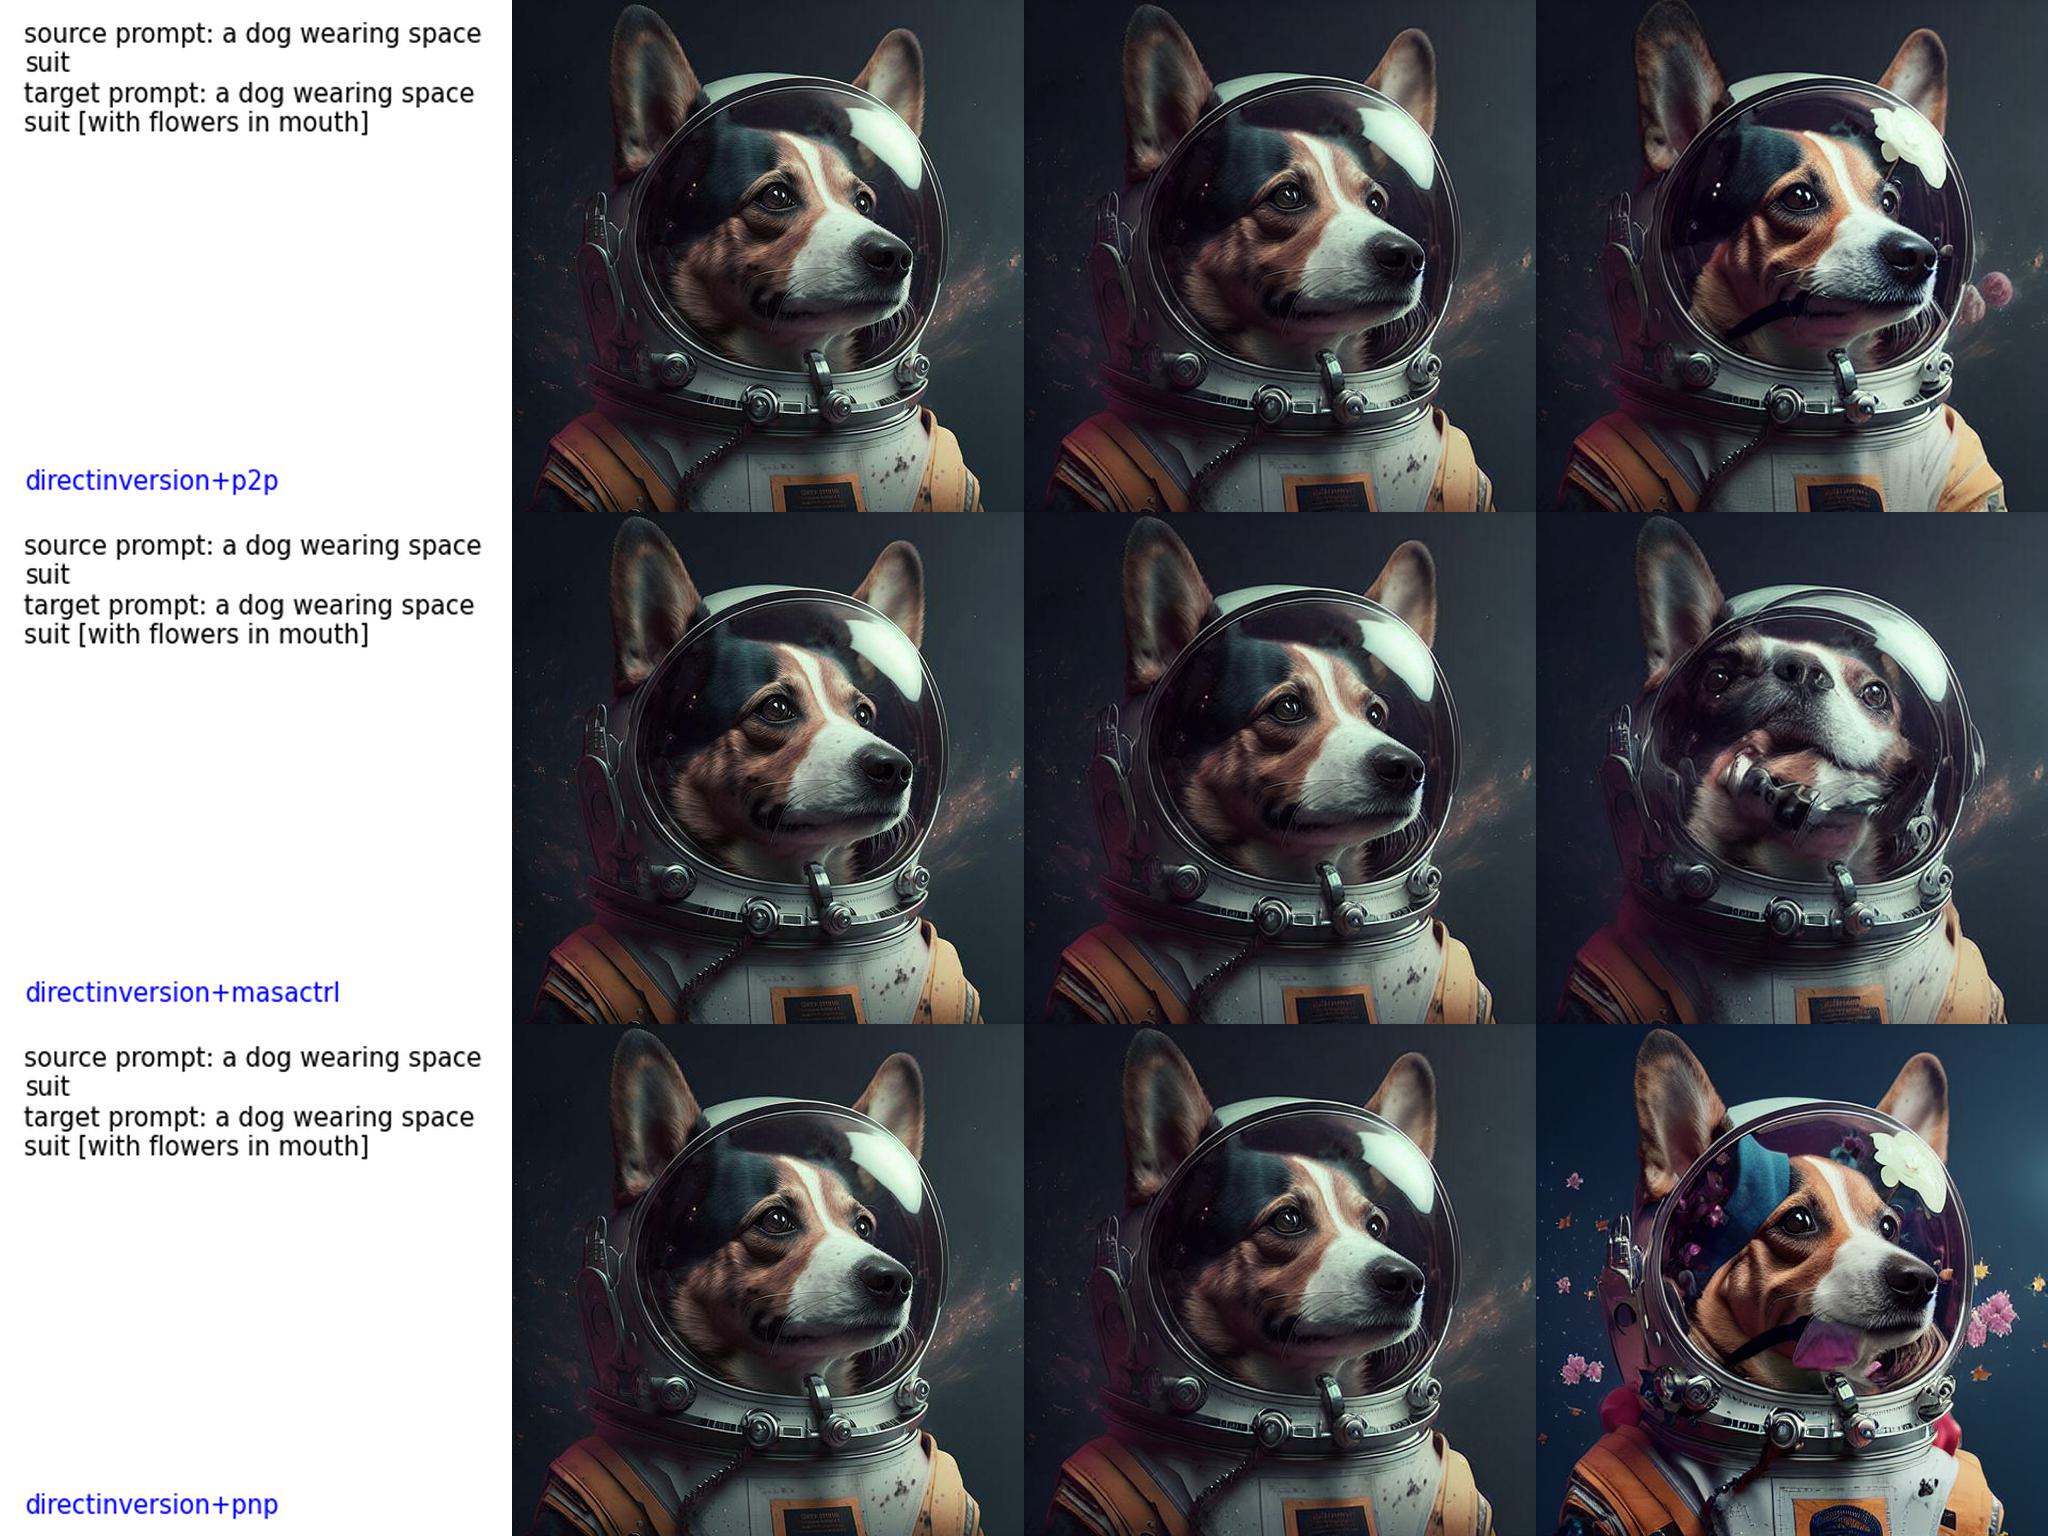 source prompt: a dog wearing space
suit
target prompt: a dog wearing space
suit [with flowers in mouth]
directinversion+p2p
source prompt: a dog wearing space
suit
target prompt: a dog wearing space
suit [with flowers in mouth]
directinversion+masactrl
source prompt: a dog wearing space
suit
target prompt: a dog wearing space
suit [with flowers in mouth]
directinversion+pnp